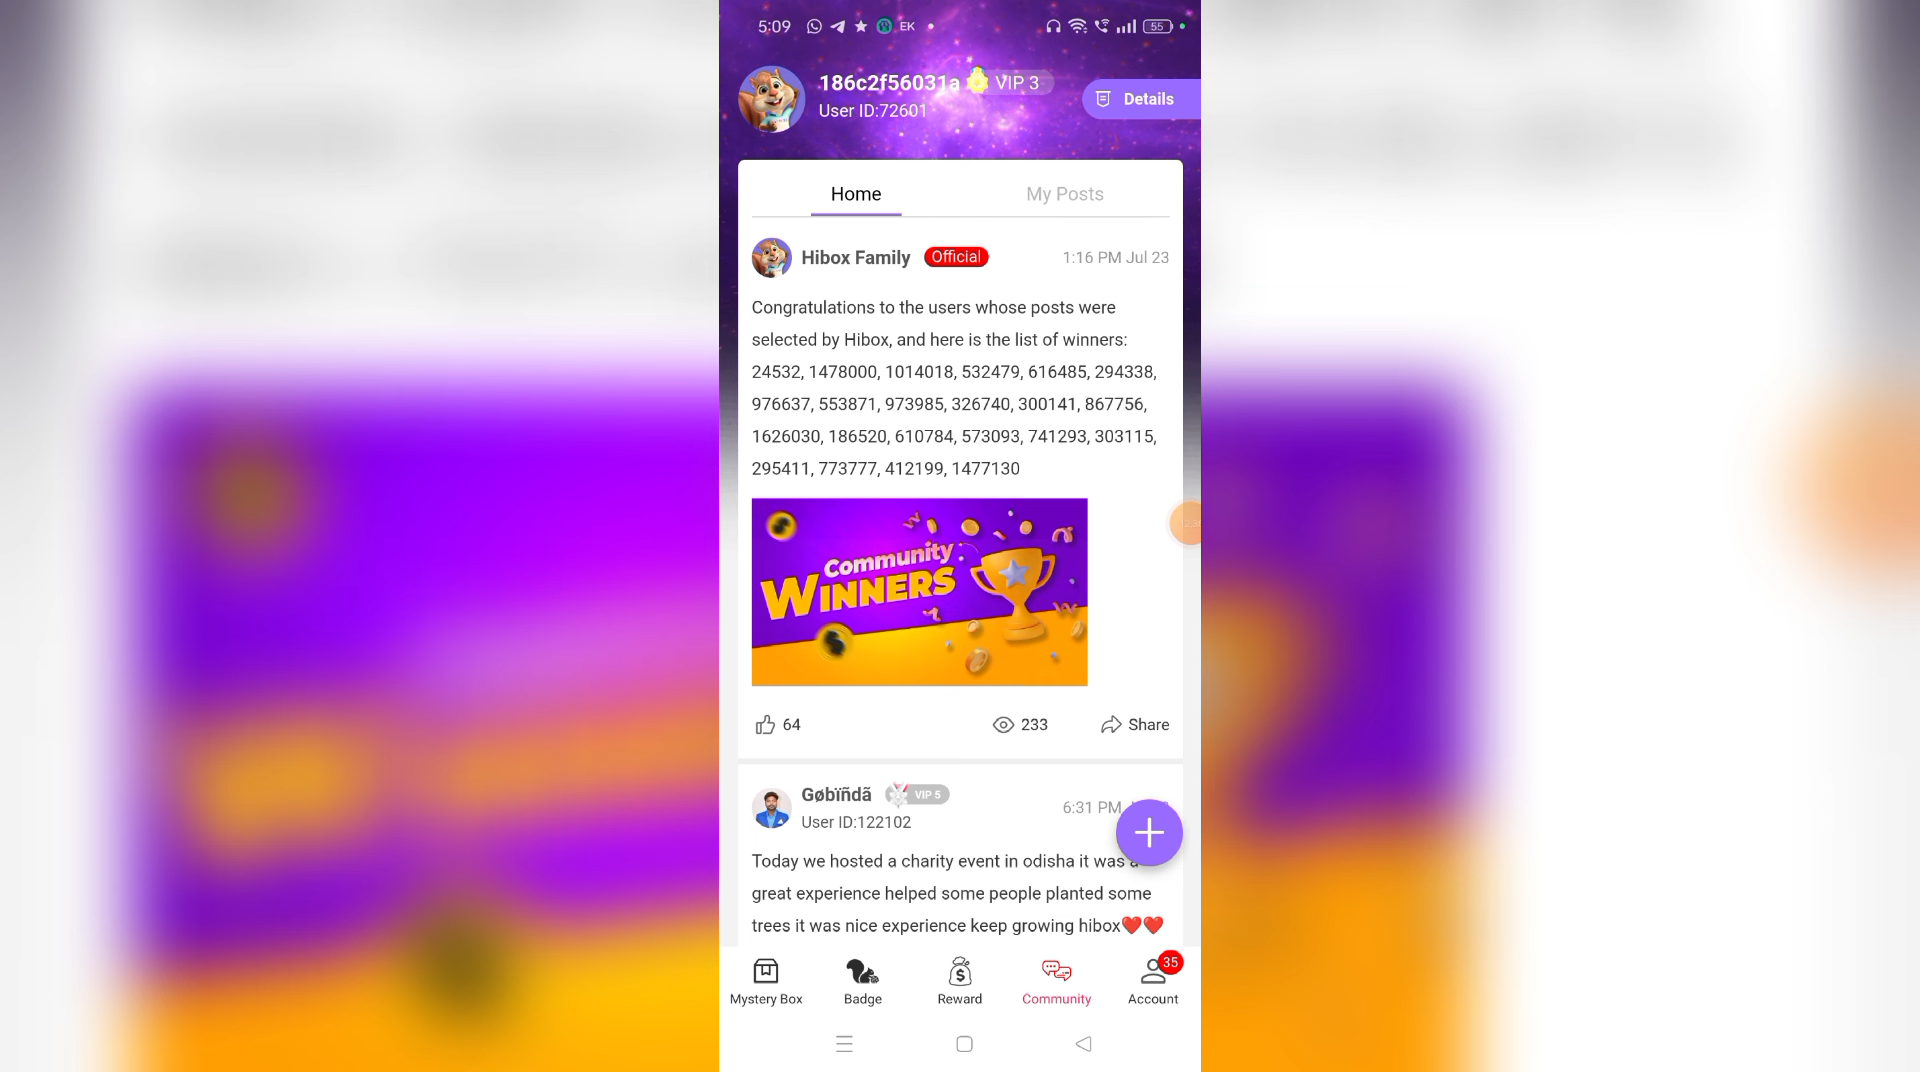 5:09 EK 55
186c2f56031a VIP 3
User ID:72601
Details
Home My Posts
Hibox Family Official 1:16 PM Jul 23
Congratulations to the users whose posts were
selected by Hibox, and here is the list of winners:
24532, 1478000, 1014018, 532479, 616485, 294338,
976637, 553871, 973985, 326740, 300141, 867756,
1626030, 186520, 610784, 573093, 741293, 303115,
295411, 773777, 412199, 1477130
Community
WINNERS
64 233 Share
Gøbïñdã VIP 5
6:31 PM
User ID:122102
Today we hosted a charity event in odisha it was a
great experience helped some people planted some
trees it was nice experience keep growing hibox❤️❤️
35
Mystery Box Badge Reward Community Account